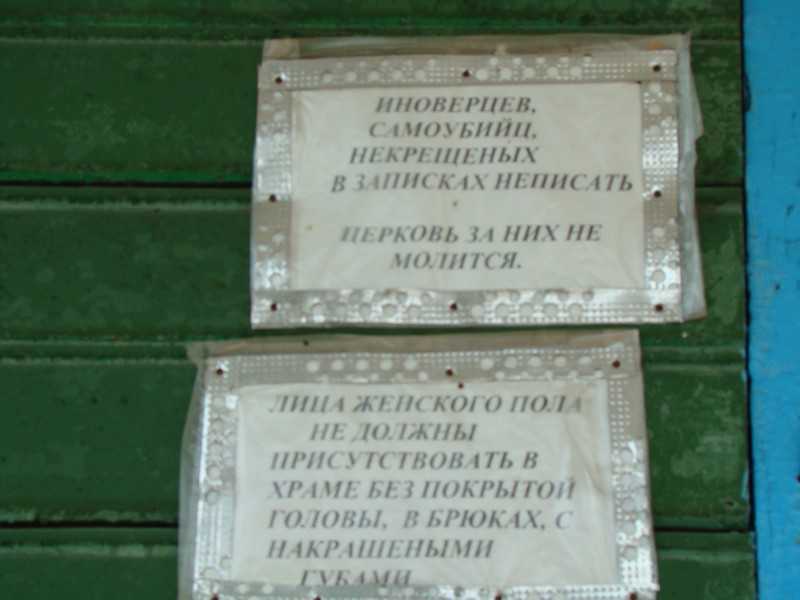 ИНОВЕРЦЕВ,
САМОУБИЙЦ,
НЕКРЕЩЕНЫХ
В ЗАПИСКАХ НЕПИСАТЬ
ЦЕРКОВЬ ЗА НИХ НЕ
МОЛИТСЯ.
ЛИЦА ЖЕНСКОГО ПОЛА
НЕ ДОЛЖНЫ
ПРИСУТСТВОВАТЬ В
ХРАМЕ БЕЗ ПОКРЫТОЙ
ГОЛОВЫ, В БРЮКАХ, С
НАКРАШЕНЫМИ
ГУБАМИ